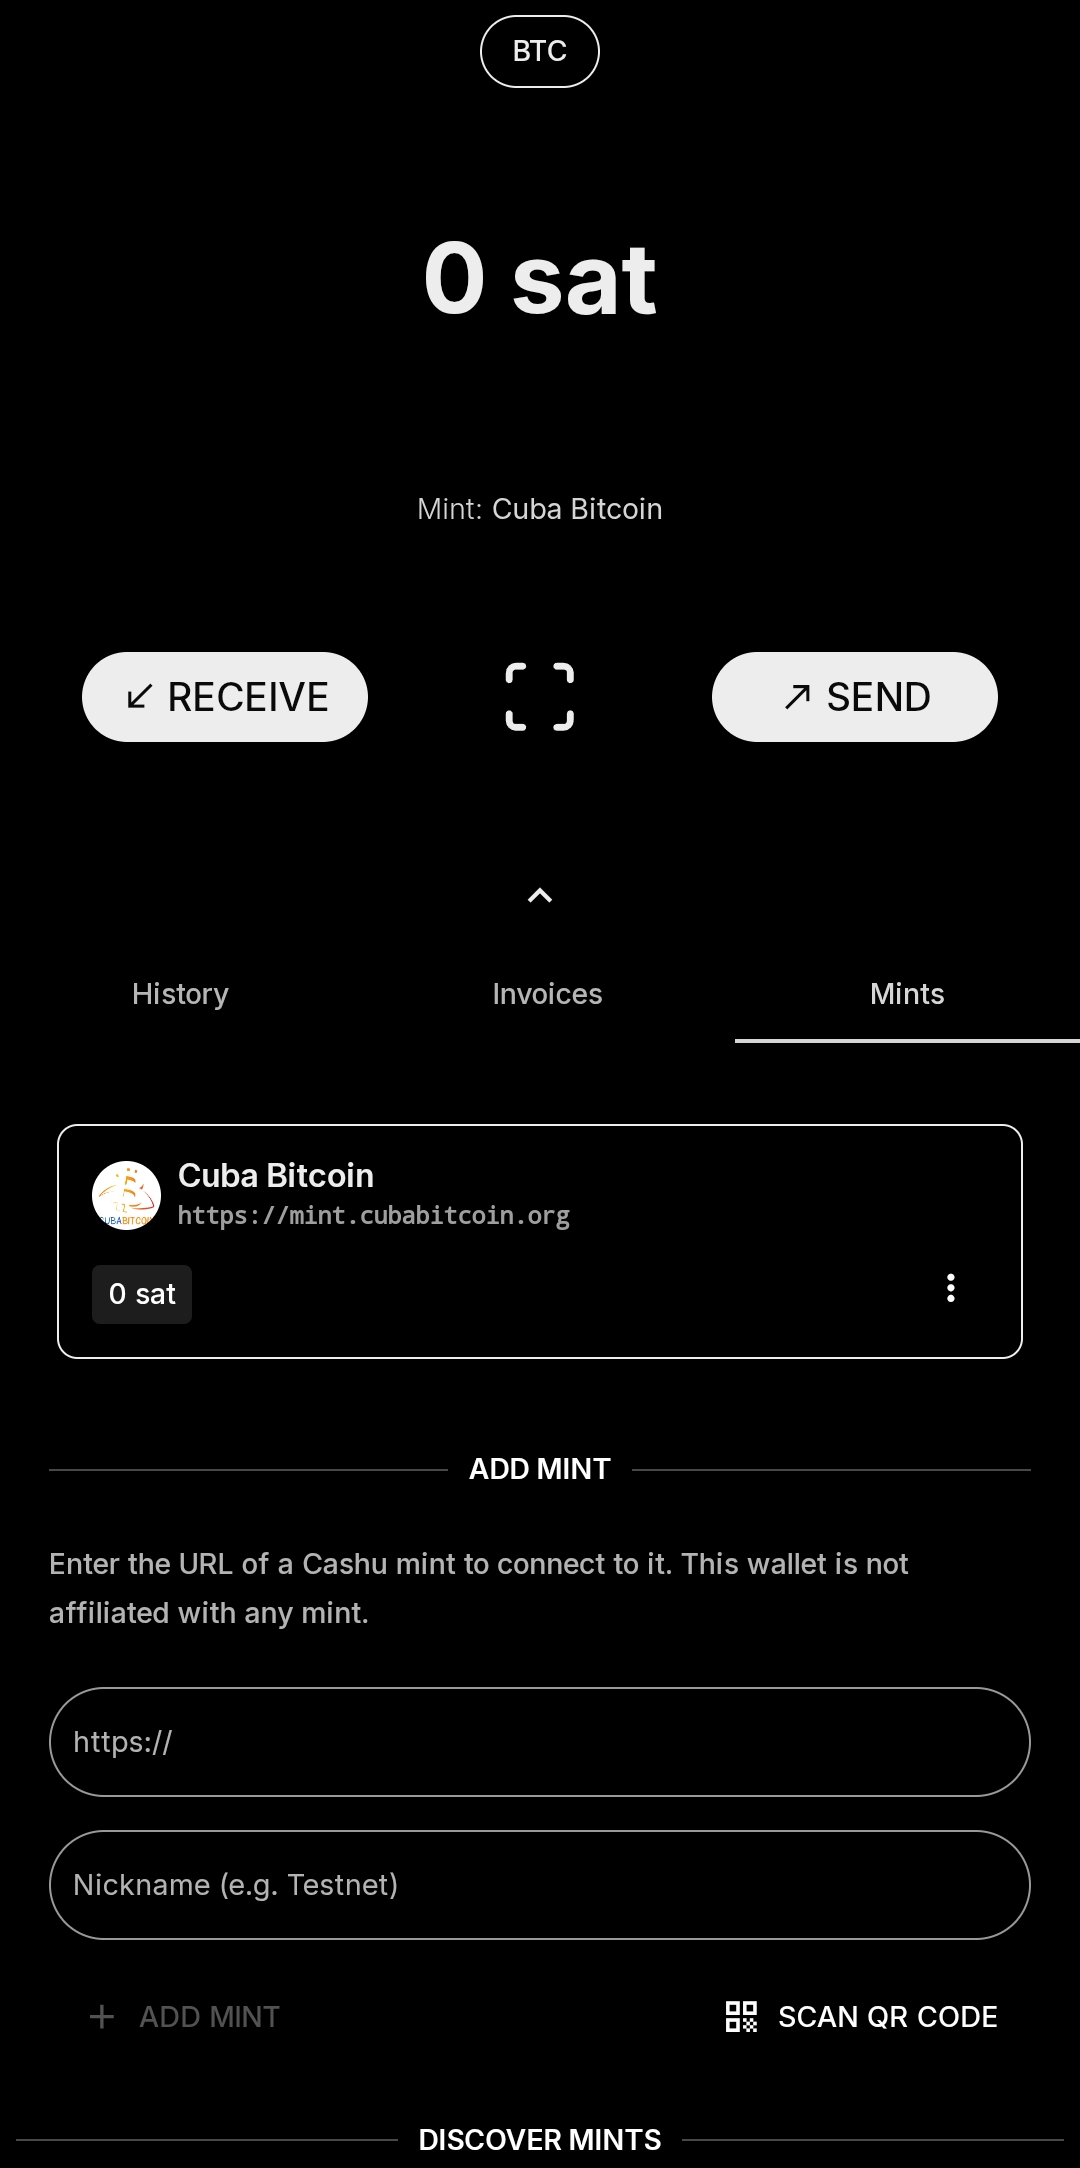 BTC
0 sat
Mint: Cuba Bitcoin
RECEIVE
SEND
History
Invoices
Mints
Cuba Bitcoin
https://mint.cubabitcoin.org
0 sat
ADD MINT
Enter the URL of a Cashu mint to connect to it. This wallet is not
affiliated with any mint.
https://
Nickname (e.g. Testnet)
ADD MINT
SCAN QR CODE
DISCOVER MINTS